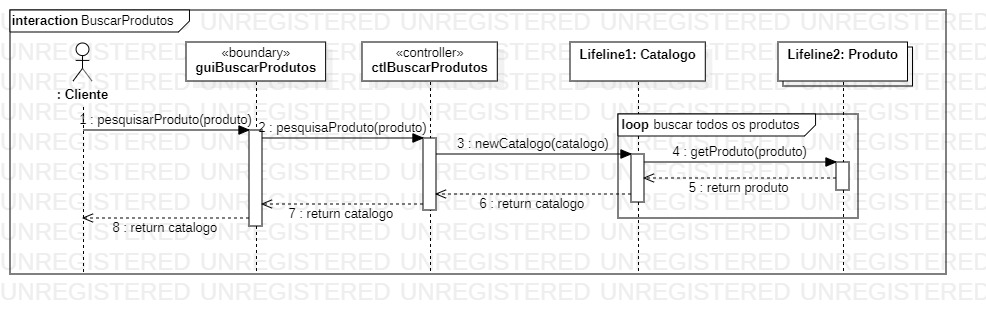 interaction BuscarProdutos
: Cliente
«boundary»
guiBuscarProdutos
«controller»
ctlBuscarProdutos
Lifeline1: Catalogo
Lifeline2: Produto
1 : pesquisarProduto(produto)
2 : pesquisaProduto(produto)
loop buscar todos os produtos
3 : newCatalogo(catalogo)
4 : getProduto(produto)
5 : return produto
6 : return catalogo
7 : return catalogo
8 : return catalogo
UNREGISTERED UNREGISTERED UNREGISTERED UNREGISTERED UNREGISTERED